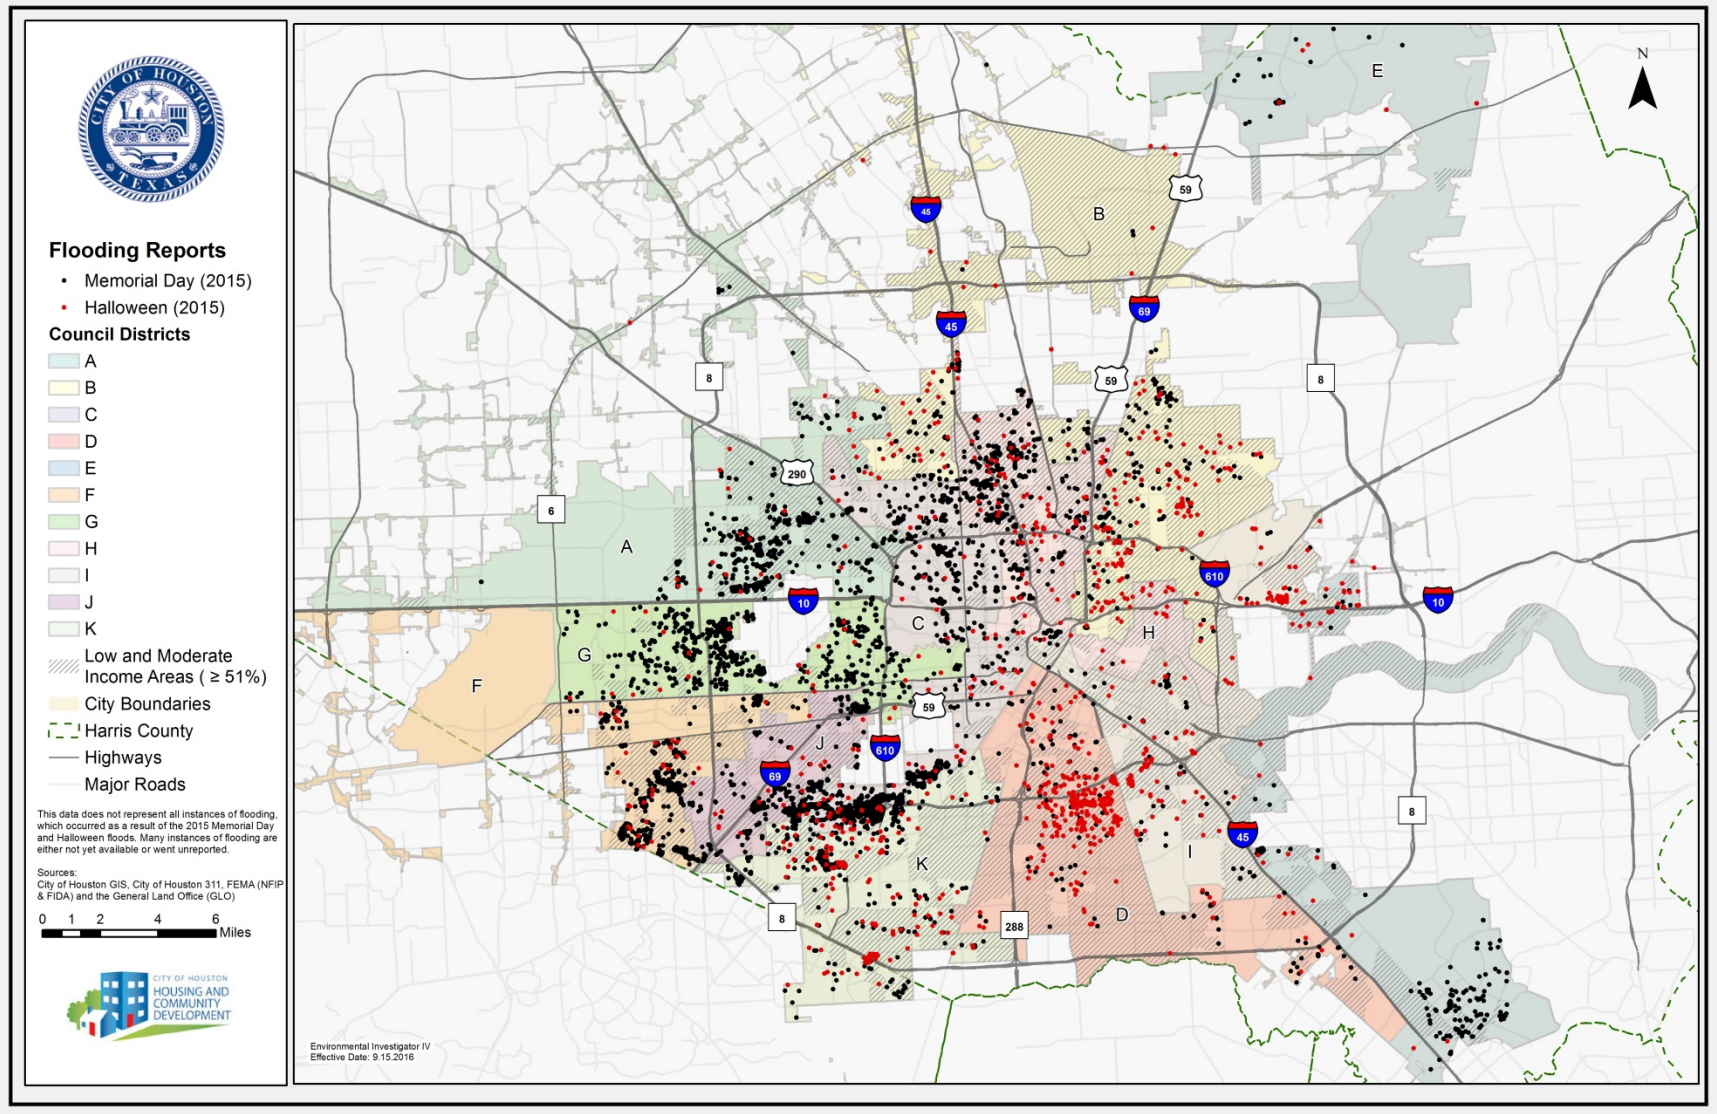 CITY OF HOUSTON
TEXAS
Flooding Reports
Memorial Day (2015)
Halloween (2015)
Council Districts
A
B
C
D
E
F
G
H
I
J
K
Low and Moderate
Income Areas ( ≥ 51%)
City Boundaries
Harris County
Highways
Major Roads
This data does not represent all instances of flooding,
which occurred as a result of the 2015 Memorial Day
and Halloween floods. Many instances of flooding are
either not yet available or went unreported.
Sources:
City of Houston GIS, City of Houston 311, FEMA (NFIP
& FIDA) and the General Land Office (GLO)
0 1 2 4 6
Miles
CITY OF HOUSTON
HOUSING AND
COMMUNITY
DEVELOPMENT
N
E
59
45
B
69
45
8
59
8
290
6
A
610
10
10
C
H
G
F
59
J
610
69
8
45
K
I
8
D
288
Environmental Investigator IV
Effective Date: 9.15.2016